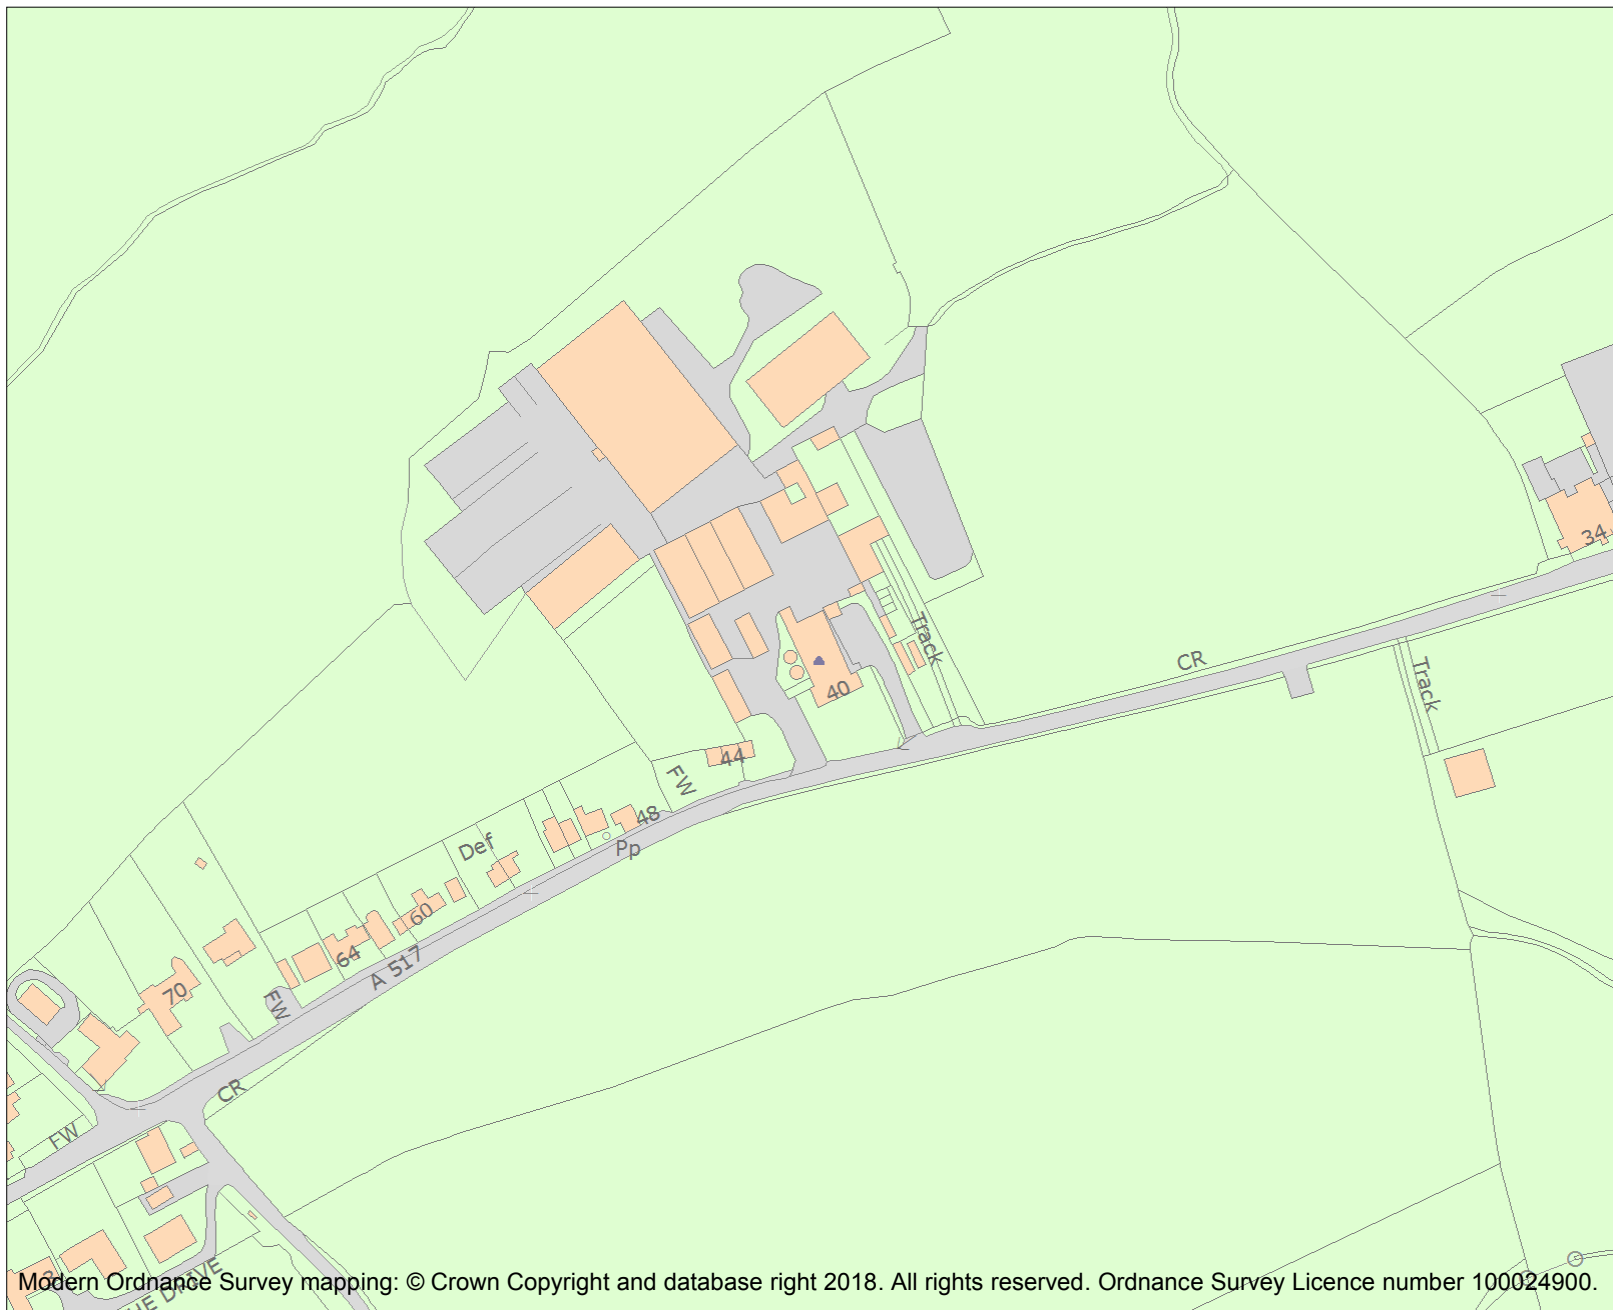 34
Track
CR
Track
40
44
FW
48
Def
Pp
60
64
A 517
70
FW
CR
FW
Modern Ordnance Survey mapping: © Crown Copyright and database right 2018. All rights reserved. Ordnance Survey Licence number 100024900.
DRIVE